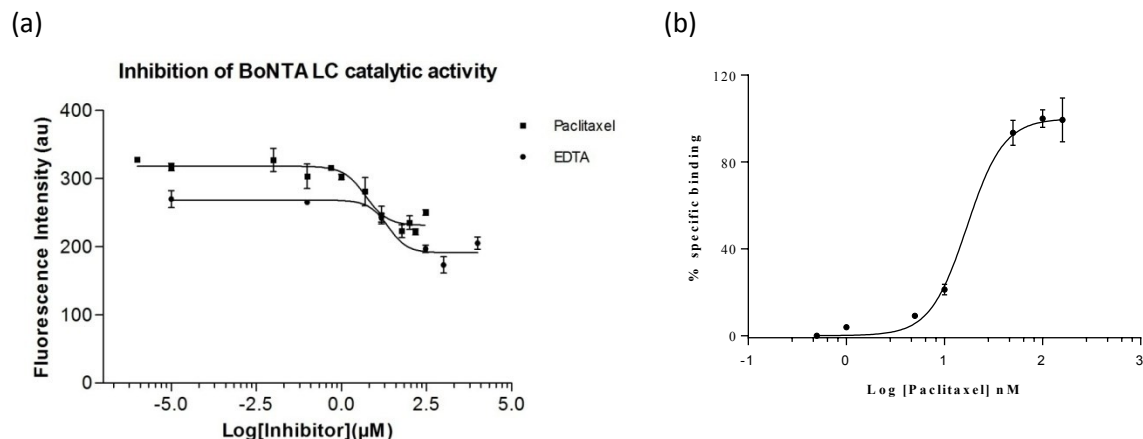 (a)
(b)
Inhibition of BoNTA LC catalytic activity
400
300
200
100
0
Fluorescence Intensity (au)
-5.0
-2.5
0.0
2.5
5.0
Log[Inhibitor](μM)
Paclitaxel
EDTA
120
80
40
0
% specific binding
-1
0
1
2
3
Log [Paclitaxel] nM